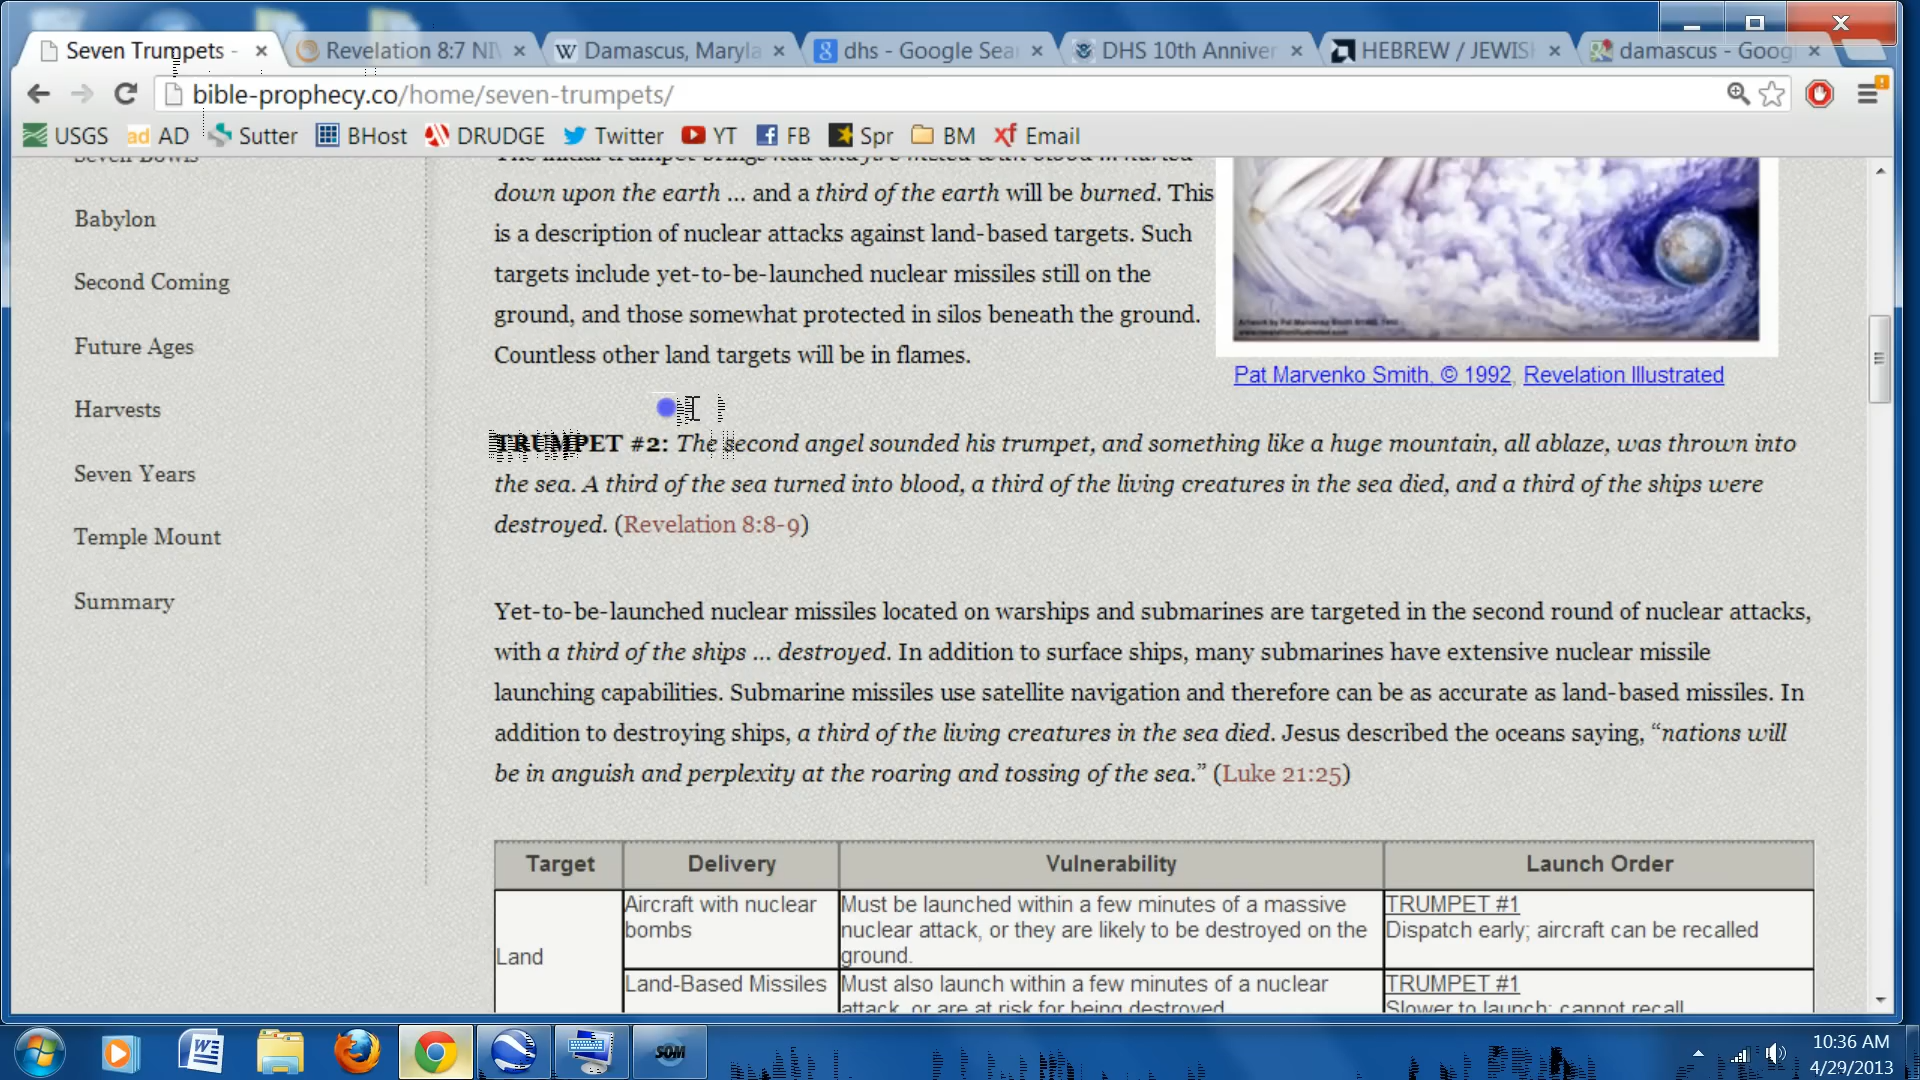 Seven Trumpets -
Revelation 8:7 NIV
Damascus, Maryla
dhs - Google Sea
DHS 10th Anniver
HEBREW / JEWISH
damascus - Goog
bible-prophecy.co/home/seven-trumpets/
USGS
ad AD
Sutter
BHost
DRUDGE
Twitter
YT
FB
Spr
BM
xf Email
Seven Bowls
Babylon
Second Coming
Future Ages
Harvests
Seven Years
Temple Mount
Summary
The initial trumpet brings hail and fire mixed with blood ... hurled
down upon the earth ... and a third of the earth will be burned. This
is a description of nuclear attacks against land-based targets. Such
targets include yet-to-be-launched nuclear missiles still on the
ground, and those somewhat protected in silos beneath the ground.
Countless other land targets will be in flames.
Pat Marvenko Smith, © 1992, Revelation Illustrated
TRUMPET #2: The second angel sounded his trumpet, and something like a huge mountain, all ablaze, was thrown into
the sea. A third of the sea turned into blood, a third of the living creatures in the sea died, and a third of the ships were
destroyed. (Revelation 8:8-9)
Yet-to-be-launched nuclear missiles located on warships and submarines are targeted in the second round of nuclear attacks,
with a third of the ships ... destroyed. In addition to surface ships, many submarines have extensive nuclear missile
launching capabilities. Submarine missiles use satellite navigation and therefore can be as accurate as land-based missiles. In
addition to destroying ships, a third of the living creatures in the sea died. Jesus described the oceans saying, “nations will
be in anguish and perplexity at the roaring and tossing of the sea.” (Luke 21:25)
Target Delivery Vulnerability Launch Order
Land
Aircraft with nuclear
bombs
Must be launched within a few minutes of a massive
nuclear attack, or they are likely to be destroyed on the
ground.
TRUMPET #1
Dispatch early; aircraft can be recalled
Land-Based Missiles
Must also launch within a few minutes of a nuclear
attack, or are at risk for being destroyed
TRUMPET #1
Slower to launch; cannot recall
SOM
10:36 AM
4/29/2013